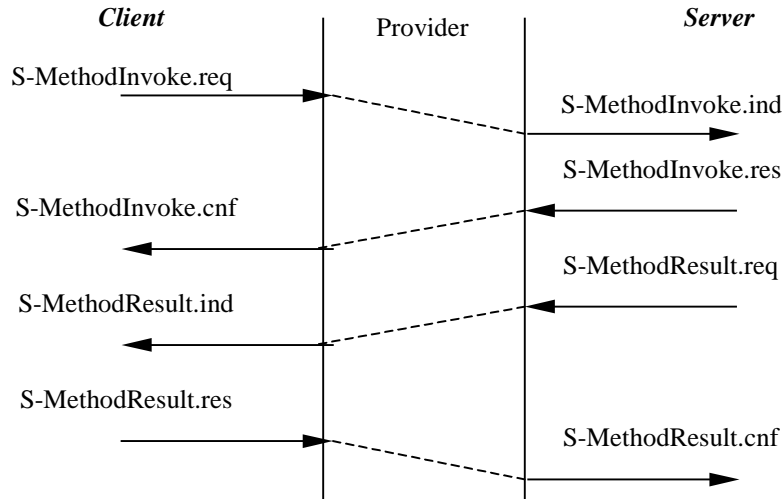 Client
Provider
Server
S-MethodInvoke.req
S-MethodInvoke.ind
S-MethodInvoke.res
S-MethodInvoke.cnf
S-MethodResult.req
S-MethodResult.ind
S-MethodResult.res
S-MethodResult.cnf